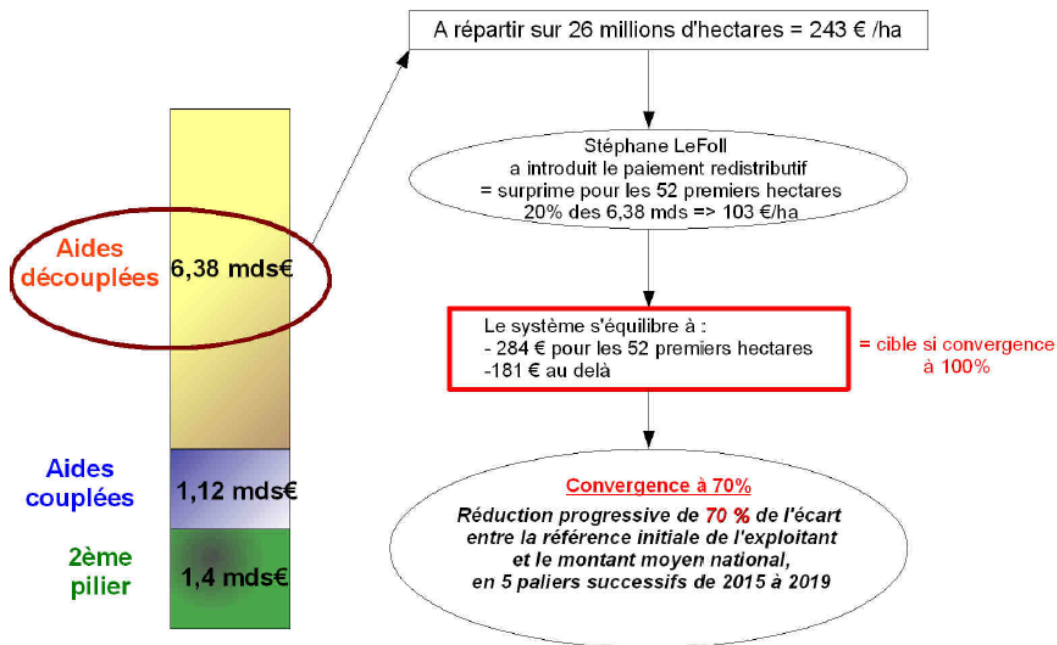 A répartir sur 26 millions d'hectares = 243 € /ha
Stéphane LeFoll
a introduit le paiement redistributif
= surprime pour les 52 premiers hectares
20% des 6,38 mds => 103 €/ha
Aides
découplées
6,38 mds€
Le système s'équilibre à :
- 284 € pour les 52 premiers hectares
-181 € au delà
= cible si convergence
à 100%
Aides
couplées
1,12 mds€
2ème
pilier
1,4 mds€
Convergence à 70%
Réduction progressive de 70 % de l'écart
entre la référence initiale de l'exploitant
et le montant moyen national,
en 5 paliers successifs de 2015 à 2019